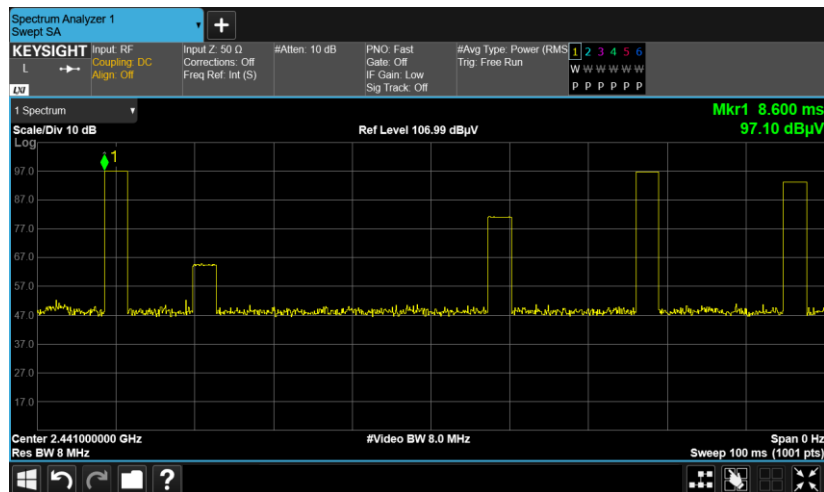 Spectrum Analyzer 1
Swept SA
+
KEYSIGHT Input: RF Input Z: 50 Ω #Atten: 10 dB PNO: Fast #Avg Type: Power (RMS 1 2 3 4 5 6
L Coupling: DC Corrections: Off Gate: Off Trig: Free Run W W W W W W
Align: Off Freq Ref: Int (S) IF Gain: Low
LXI Sig Track: Off P P P P P P
1 Spectrum Mkr1 8.600 ms
Scale/Div 10 dB Ref Level 106.99 dBµV 97.10 dBµV
Log
1
97.0
87.0
77.0
67.0
57.0
47.0
37.0
27.0
17.0
Center 2.441000000 GHz #Video BW 8.0 MHz Span 0 Hz
Res BW 8 MHz Sweep 100 ms (1001 pts)
?